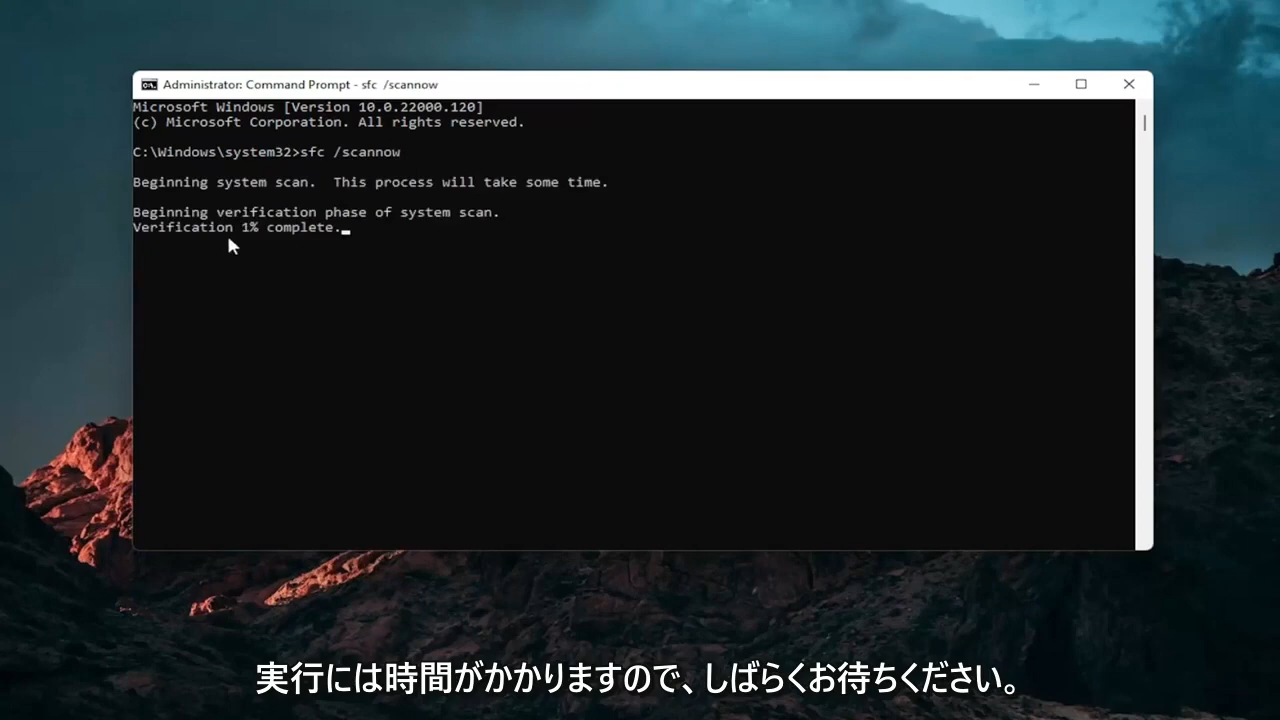 Administrator: Command Prompt - sfc /scannow
Microsoft Windows [Version 10.0.22000.120]
(c) Microsoft Corporation. All rights reserved.
C:\Windows\system32>sfc /scannow
Beginning system scan.  This process will take some time.
Beginning verification phase of system scan.
Verification 1% complete.
実行には時間がかかりますので、しばらくお待ちください。